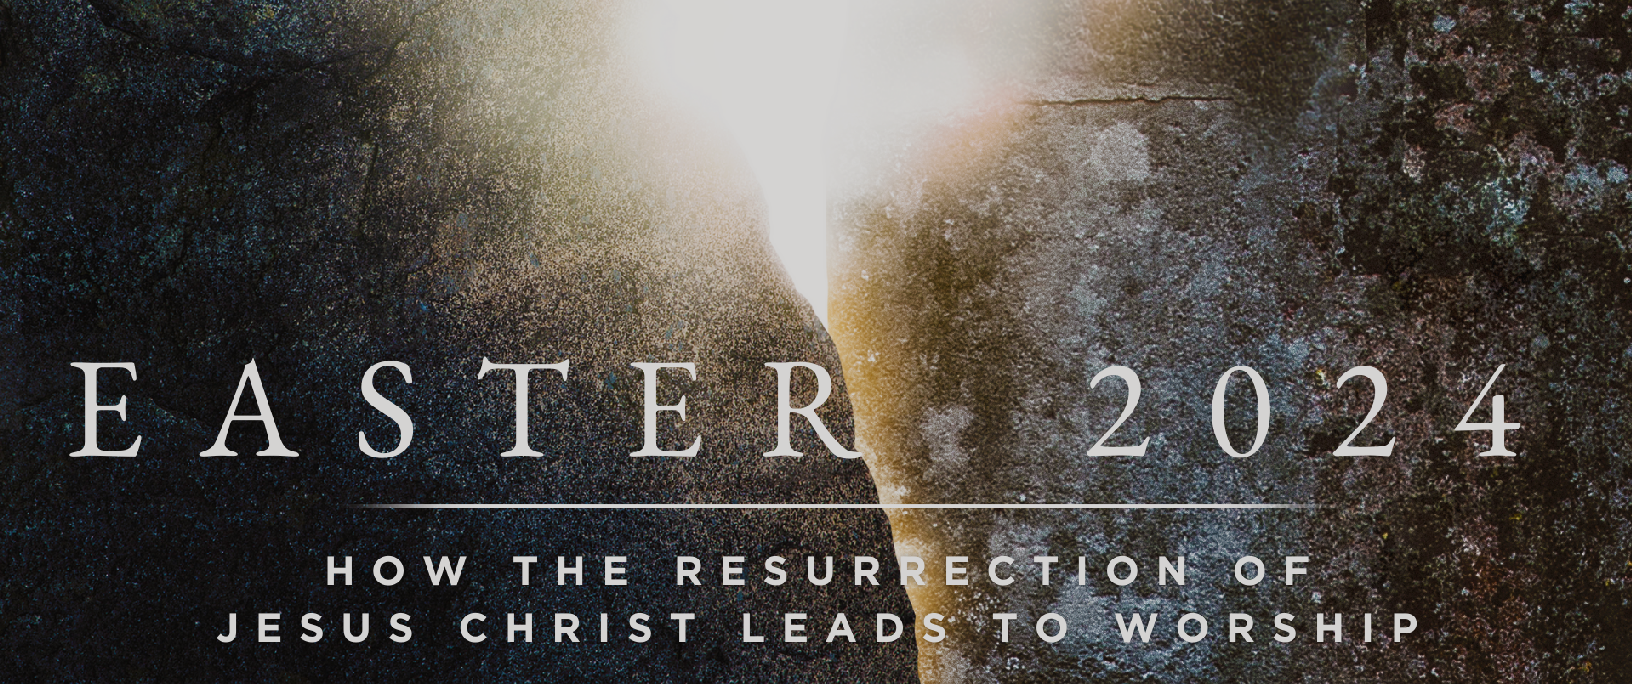 EASTER 2024
HOW THE RESURRECTION OF
JESUS CHRIST LEADS TO WORSHIP